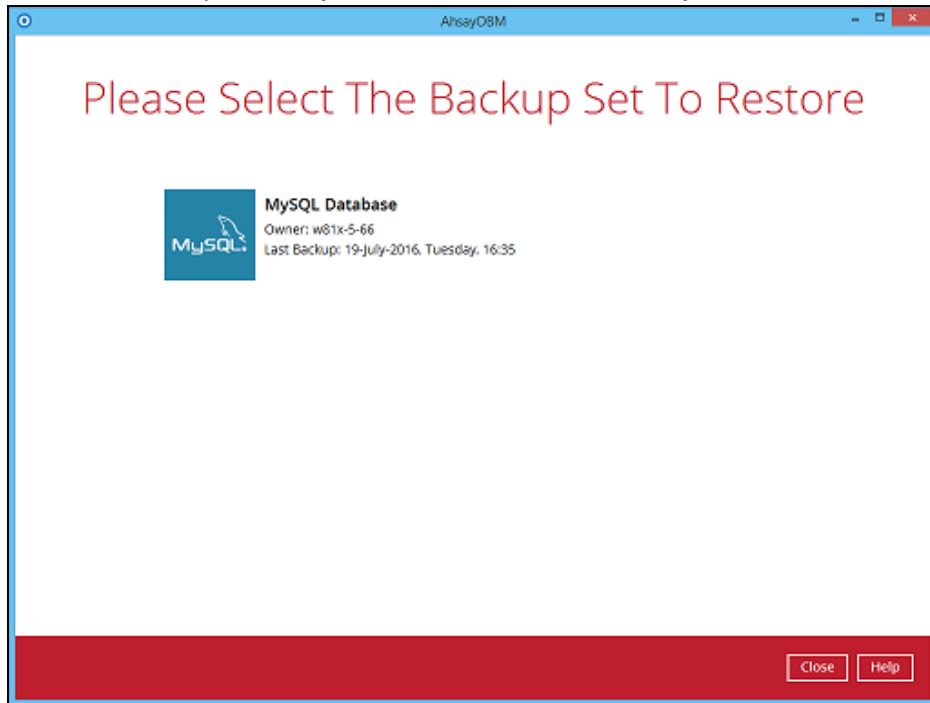 AhsayOBM
Please Select The Backup Set To Restore
MySQL Database
MySQL.
Owner: w81x-5-66
Last Backup: 19-July-2016, Tuesday, 16:35
Close Help